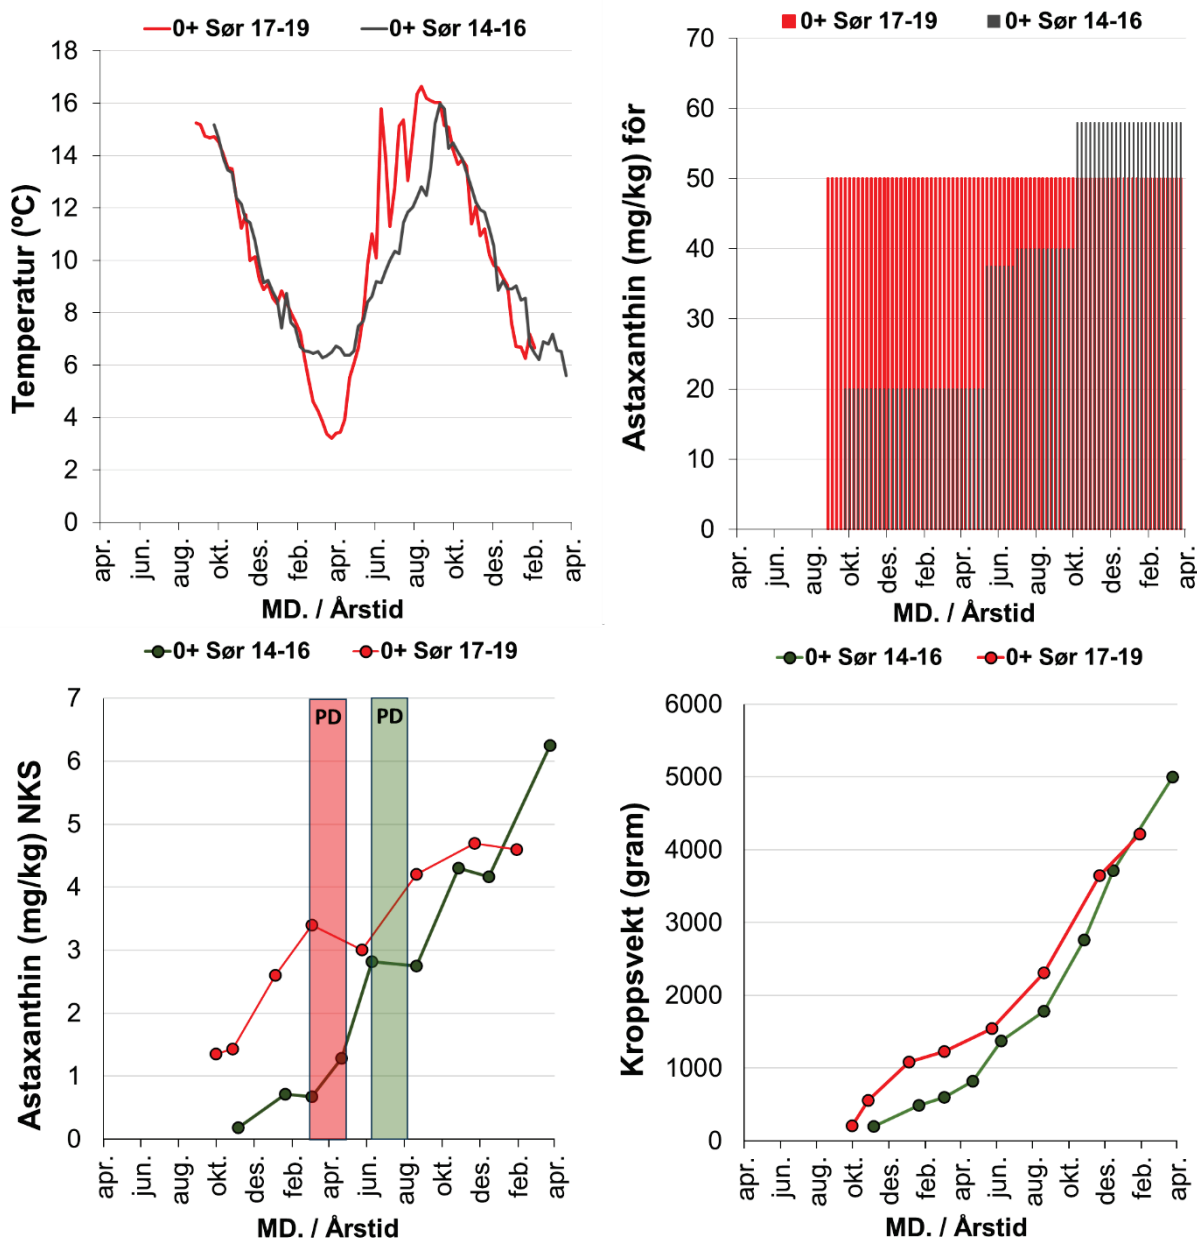 0+ Sør 17-19 0+ Sør 14-16
Temperatur (ºC)
18
16
14
12
10
8
6
4
2
0
apr. jun. aug. okt. des. feb. apr. jun. aug. okt. des. feb. apr.
MD. / Årstid
0+ Sør 17-19 0+ Sør 14-16
Astaxanthin (mg/kg) fôr
70
60
50
40
30
20
10
0
apr. jun. aug. okt. des. feb. apr. jun. aug. okt. des. feb. apr.
MD. / Årstid
0+ Sør 14-16 0+ Sør 17-19
Astaxanthin (mg/kg) NKS
7
6
5
4
3
2
1
0
PD PD
apr. jun. aug. okt. des. feb. apr. jun. aug. okt. des. feb. apr.
MD. / Årstid
0+ Sør 14-16 0+ Sør 17-19
Kroppsvekt (gram)
6000
5000
4000
3000
2000
1000
0
apr. jun. aug. okt. des. feb. apr. jun. aug. okt. des. feb. apr.
MD. / Årstid